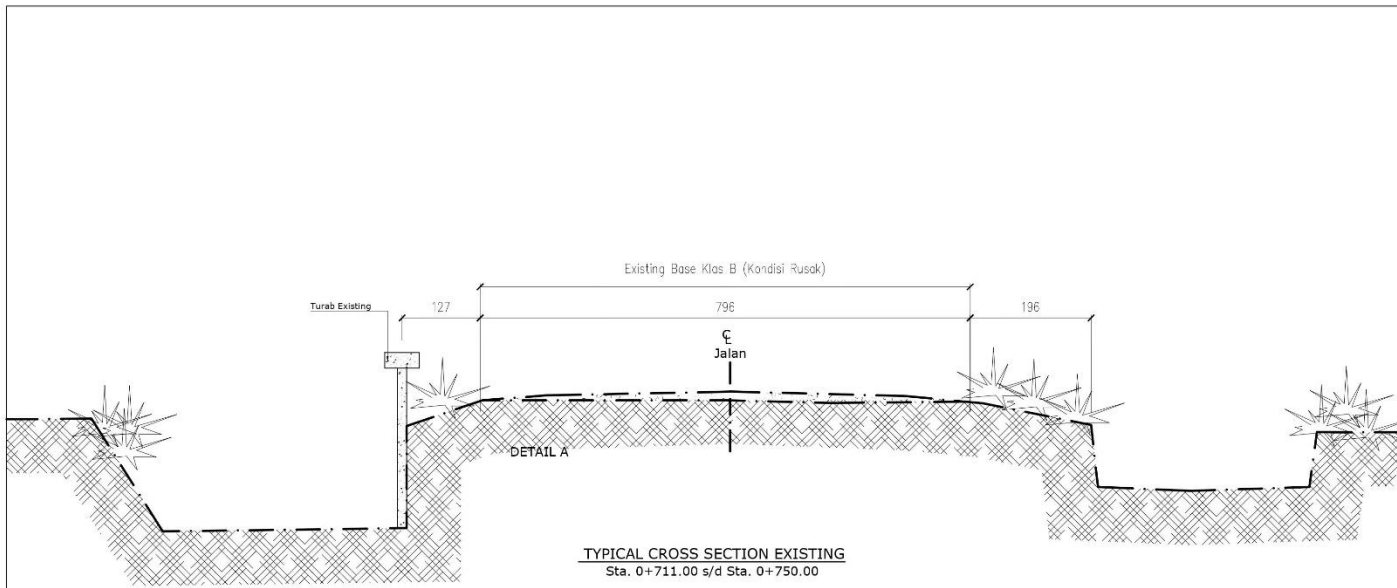 Existing Base Klas B (Kondisi Rusak)
Turab Existing
127
796
196
℄
Jalan
DETAIL A
TYPICAL CROSS SECTION EXISTING
Sta. 0+711.00 s/d Sta. 0+750.00